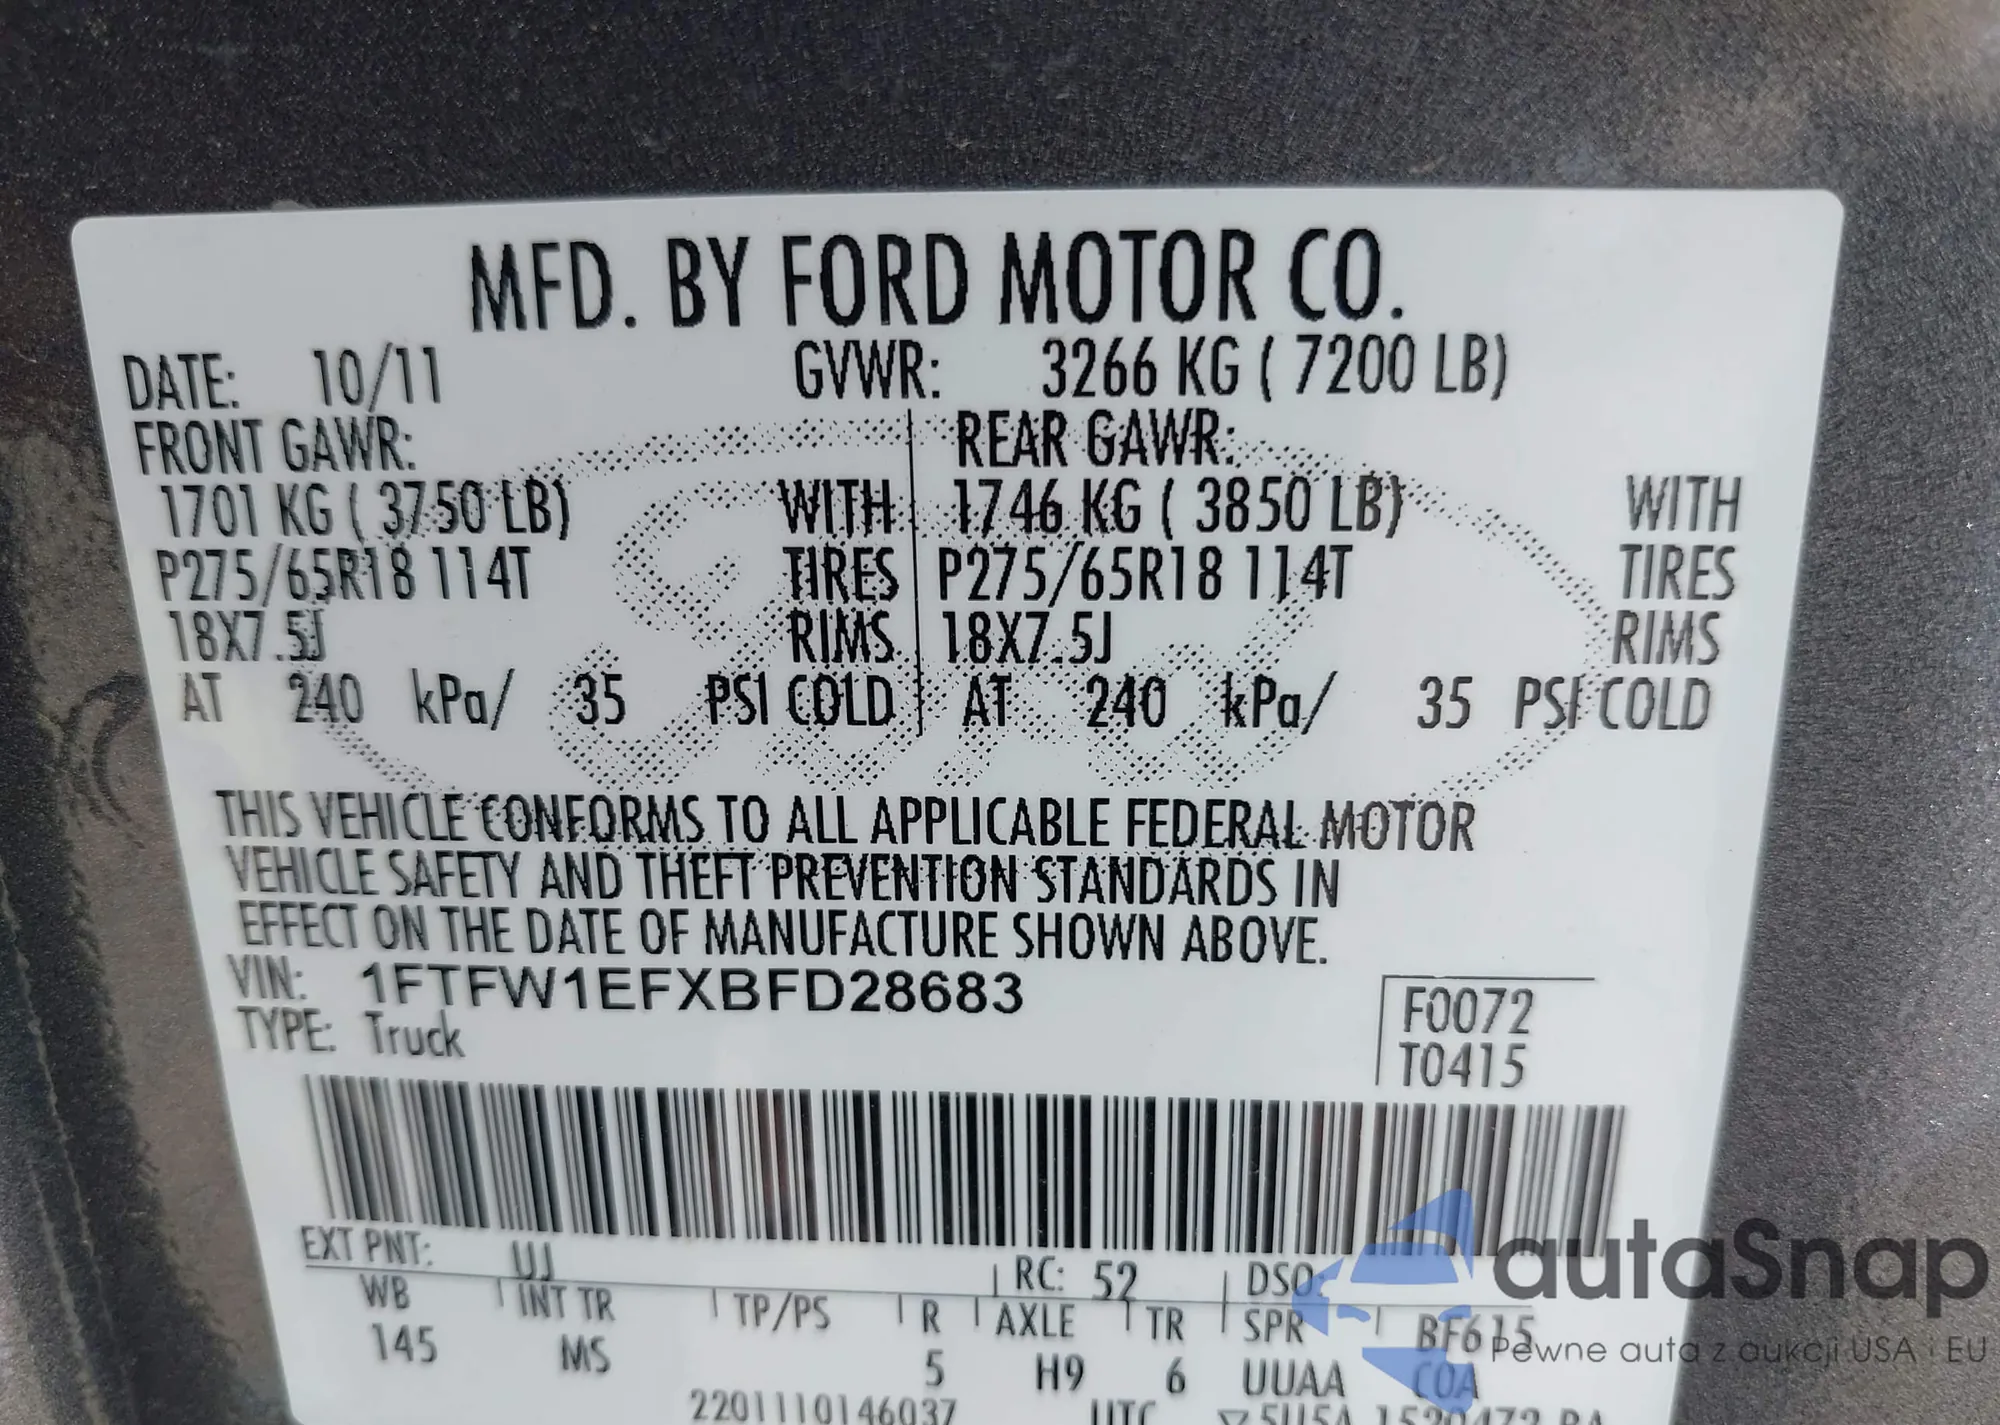 MFD. BY FORD MOTOR CO.
DATE: 10/11 GVWR: 3266 KG ( 7200 LB)
FRONT GAWR: REAR GAWR:
1701 KG ( 3750 LB) WITH 1746 KG ( 3850 LB) WITH
P275/65R18 114T TIRES P275/65R18 114T TIRES
18X7.5J RIMS 18X7.5J RIMS
AT 240 kPa/ 35 PSI COLD AT 240 kPa/ 35 PSI COLD
THIS VEHICLE CONFORMS TO ALL APPLICABLE FEDERAL MOTOR
VEHICLE SAFETY AND THEFT PREVENTION STANDARDS IN
EFFECT ON THE DATE OF MANUFACTURE SHOWN ABOVE.
VIN: 1FTFW1EFXBFD28683 F0072
TYPE: Truck T0415
EXT PNT: UJ RC: 52 DSO:
WB INT TR TP/PS R AXLE TR SPR BF615
145 MS 5 H9 6 UUAA COA
2201110146037 UTC
autaSnap
Pewne auta z aukcji USA i EU